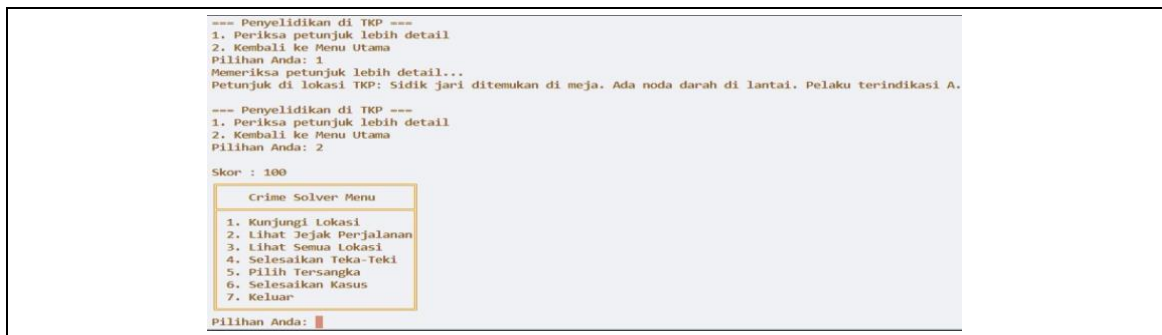 === Penyelidikan di TKP ===
1. Periksa petunjuk lebih detail
2. Kembali ke Menu Utama
Pilihan Anda: 1
Memeriksa petunjuk lebih detail...
Petunjuk di lokasi TKP: Sidik jari ditemukan di meja. Ada noda darah di lantai. Pelaku terindikasi A.
=== Penyelidikan di TKP ===
1. Periksa petunjuk lebih detail
2. Kembali ke Menu Utama
Pilihan Anda: 2
Skor : 100
Crime Solver Menu
1. Kunjungi Lokasi
2. Lihat Jejak Perjalanan
3. Lihat Semua Lokasi
4. Selesaikan Teka-Teki
5. Pilih Tersangka
6. Selesaikan Kasus
7. Keluar
Pilihan Anda: